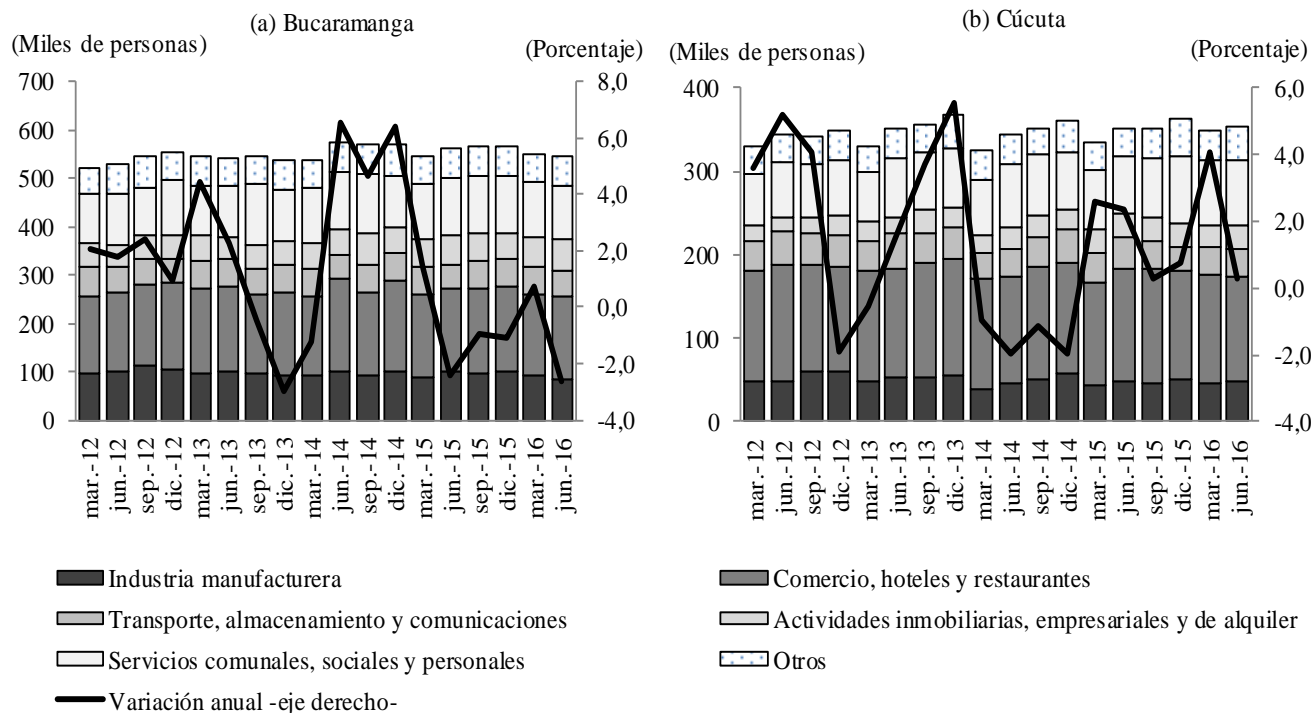 (a) Bucaramanga
(Miles de personas)
(Porcentaje)
700
600
500
400
300
200
100
0
8,0
6,0
4,0
2,0
0,0
-2,0
-4,0
mar.-12
jun.-12
sep.-12
dic.-12
mar.-13
jun.-13
sep.-13
dic.-13
mar.-14
jun.-14
sep.-14
dic.-14
mar.-15
jun.-15
sep.-15
dic.-15
mar.-16
jun.-16
(b) Cúcuta
(Miles de personas)
(Porcentaje)
400
300
200
100
0
6,0
4,0
2,0
0,0
-2,0
-4,0
mar.-12
jun.-12
sep.-12
dic.-12
mar.-13
jun.-13
sep.-13
dic.-13
mar.-14
jun.-14
sep.-14
dic.-14
mar.-15
jun.-15
sep.-15
dic.-15
mar.-16
jun.-16
Industria manufacturera
Comercio, hoteles y restaurantes
Transporte, almacenamiento y comunicaciones
Actividades inmobiliarias, empresariales y de alquiler
Servicios comunales, sociales y personales
Otros
Variación anual -eje derecho-